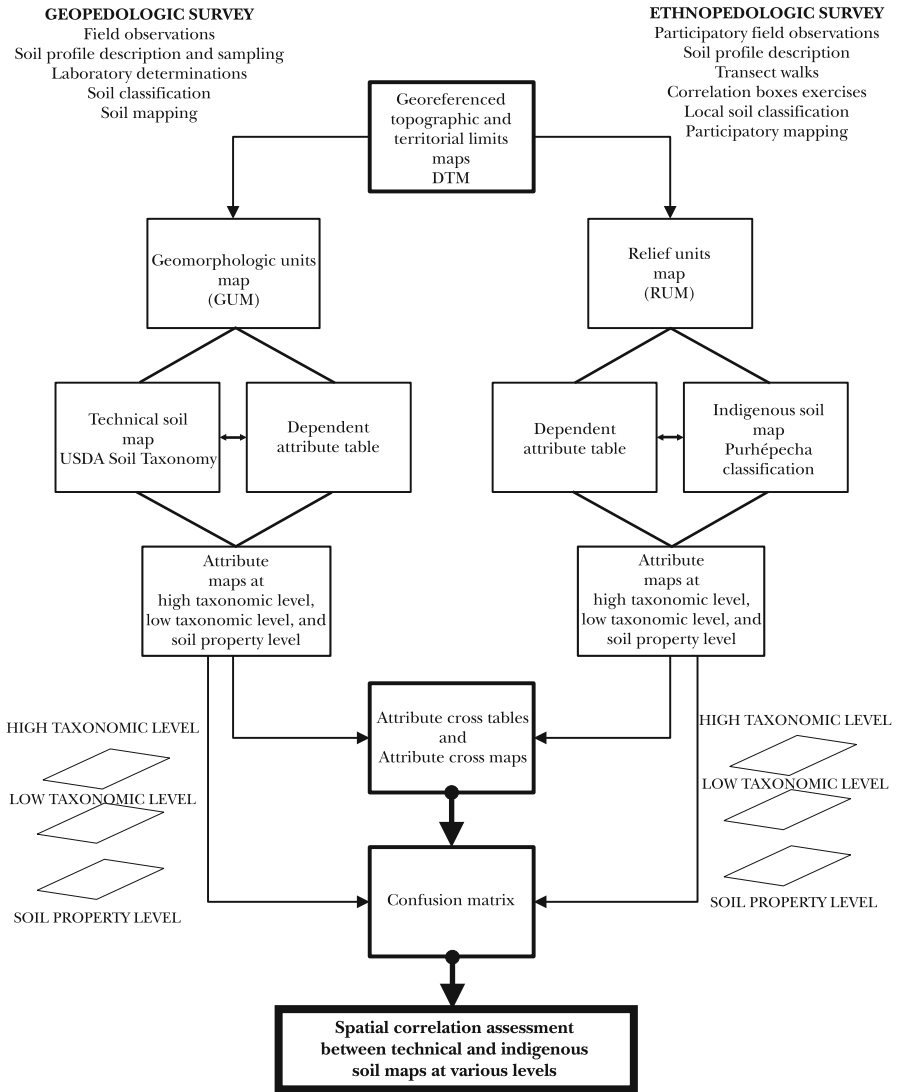 GEOPEDOLOGIC SURVEY
Field observations
Soil profile description and sampling
Laboratory determinations
Soil classification
Soil mapping
ETHNOPEDOLOGIC SURVEY
Participatory field observations
Soil profile description
Transect walks
Correlation boxes exercises
Local soil classification
Participatory mapping
Georeferenced
topographic and
territorial limits
maps
DTM
Geomorphologic units
map
(GUM)
Relief units
map
(RUM)
Technical soil
map
USDA Soil Taxonomy
Dependent
attribute table
Dependent
attribute table
Indigenous soil
map
Purhépecha
classification
Attribute
maps at
high taxonomic level,
low taxonomic level, and
soil property level
Attribute
maps at
high taxonomic level,
low taxonomic level, and
soil property level
HIGH TAXONOMIC LEVEL
LOW TAXONOMIC LEVEL
SOIL PROPERTY LEVEL
Attribute cross tables
and
Attribute cross maps
HIGH TAXONOMIC LEVEL
LOW TAXONOMIC LEVEL
SOIL PROPERTY LEVEL
Confusion matrix
Spatial correlation assessment
between technical and indigenous
soil maps at various levels